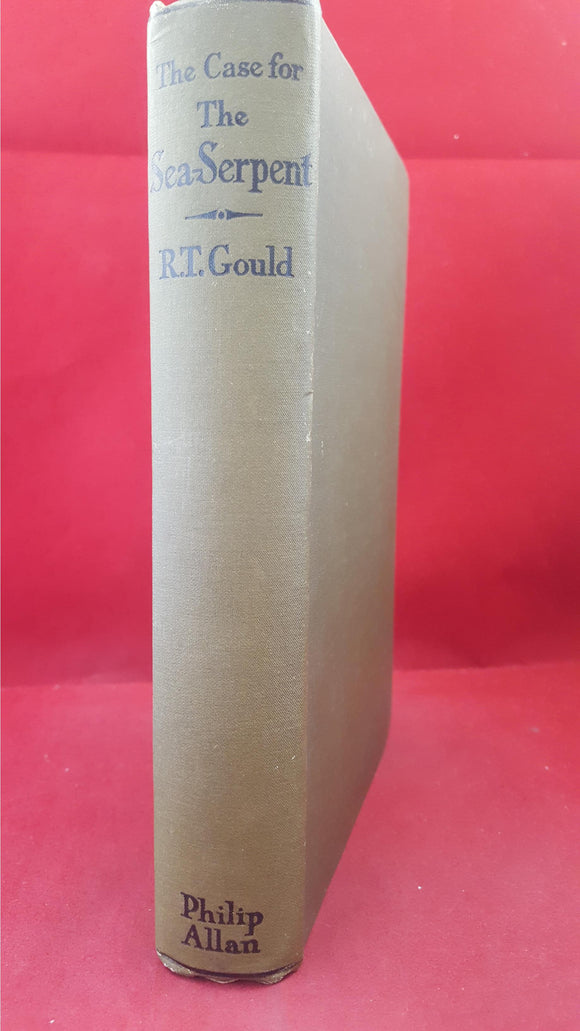 The Case for
The
Sea-Serpent
R.T. Gould
Philip
Allan